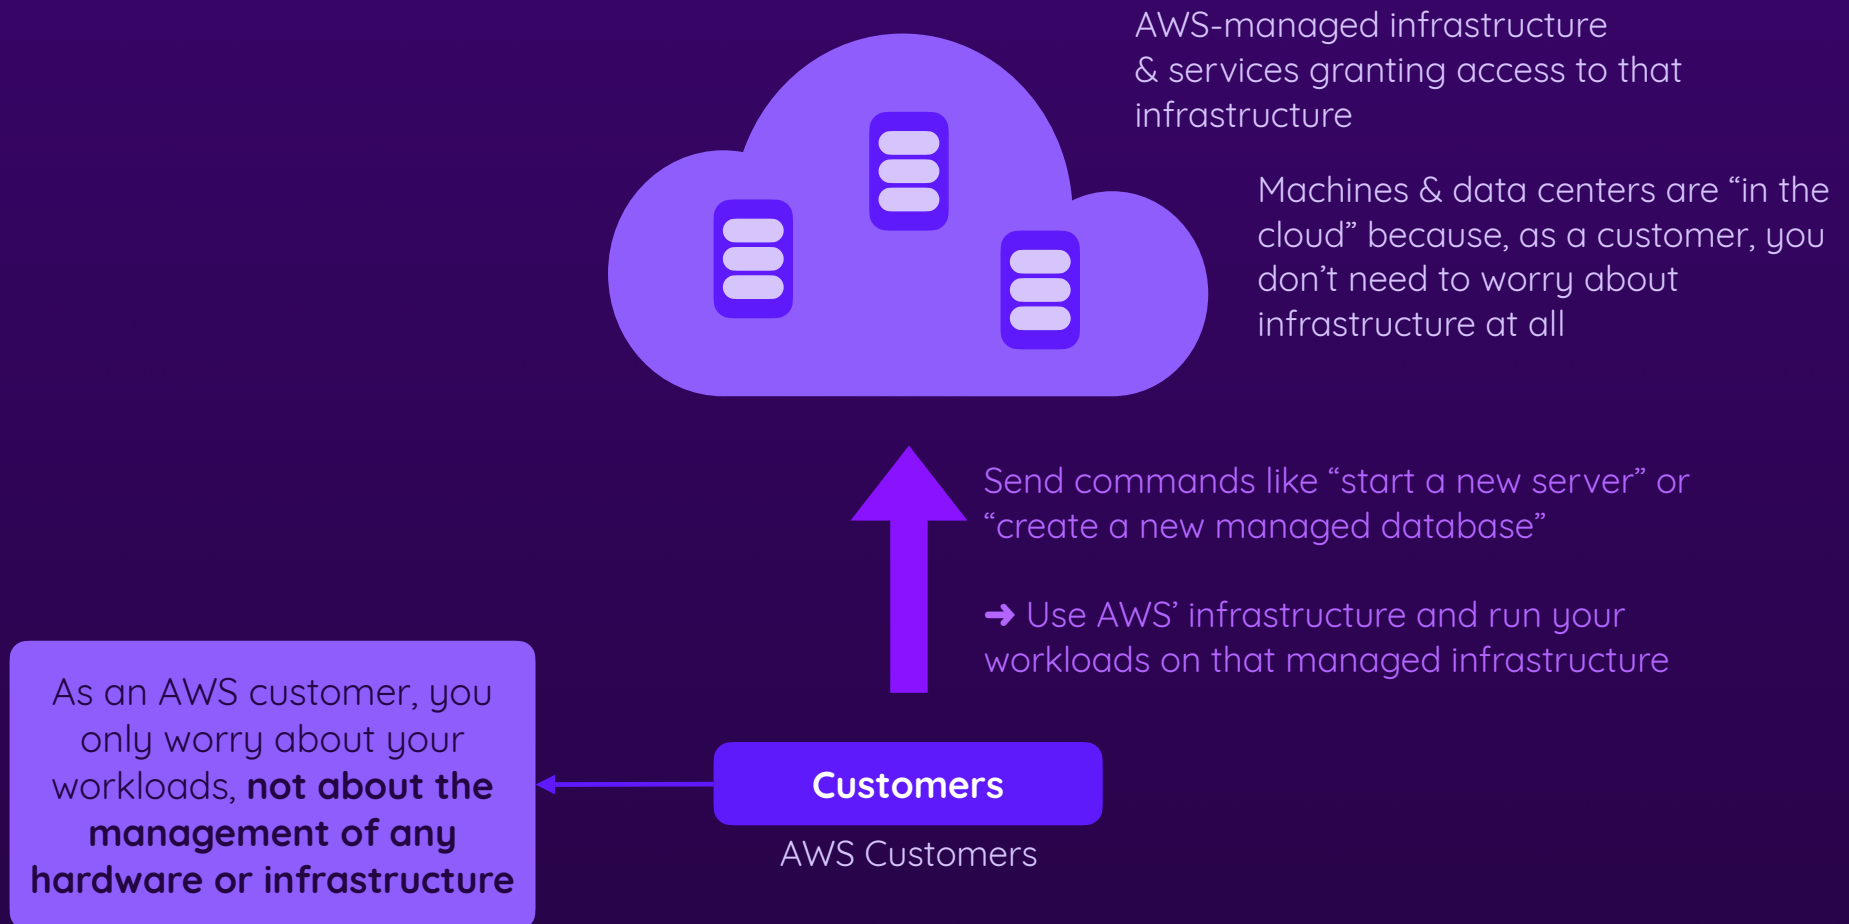 AWS-managed infrastructure
& services granting access to that
infrastructure
Machines & data centers are “in the
cloud” because, as a customer, you
don’t need to worry about
infrastructure at all
Send commands like “start a new server” or
“create a new managed database”
➜ Use AWS’ infrastructure and run your
workloads on that managed infrastructure
As an AWS customer, you
only worry about your
workloads, not about the
management of any
hardware or infrastructure
Customers
AWS Customers